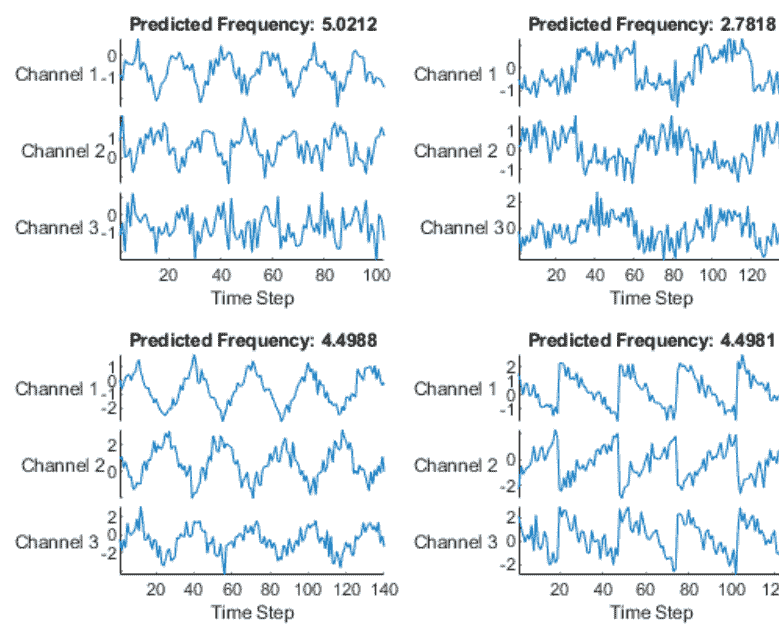 Predicted Frequency: 5.0212
0
Channel 1
-1
1
Channel 2
0
0
Channel 3
-1
20 40 60 80 100
Time Step
Predicted Frequency: 2.7818
Channel 1
0
-1
1
Channel 2
0
-1
2
Channel 3
0
20 40 60 80 100 120
Time Step
Predicted Frequency: 4.4988
1
Channel 1
0
-2
2
Channel 2
0
2
0
Channel 3
-2
20 40 60 80 100 120 140
Time Step
Predicted Frequency: 4.4981
2
1
Channel 1
0
-1
0
Channel 2
-2
2
Channel 3
0
-2
20 40 60 80 100
Time Step